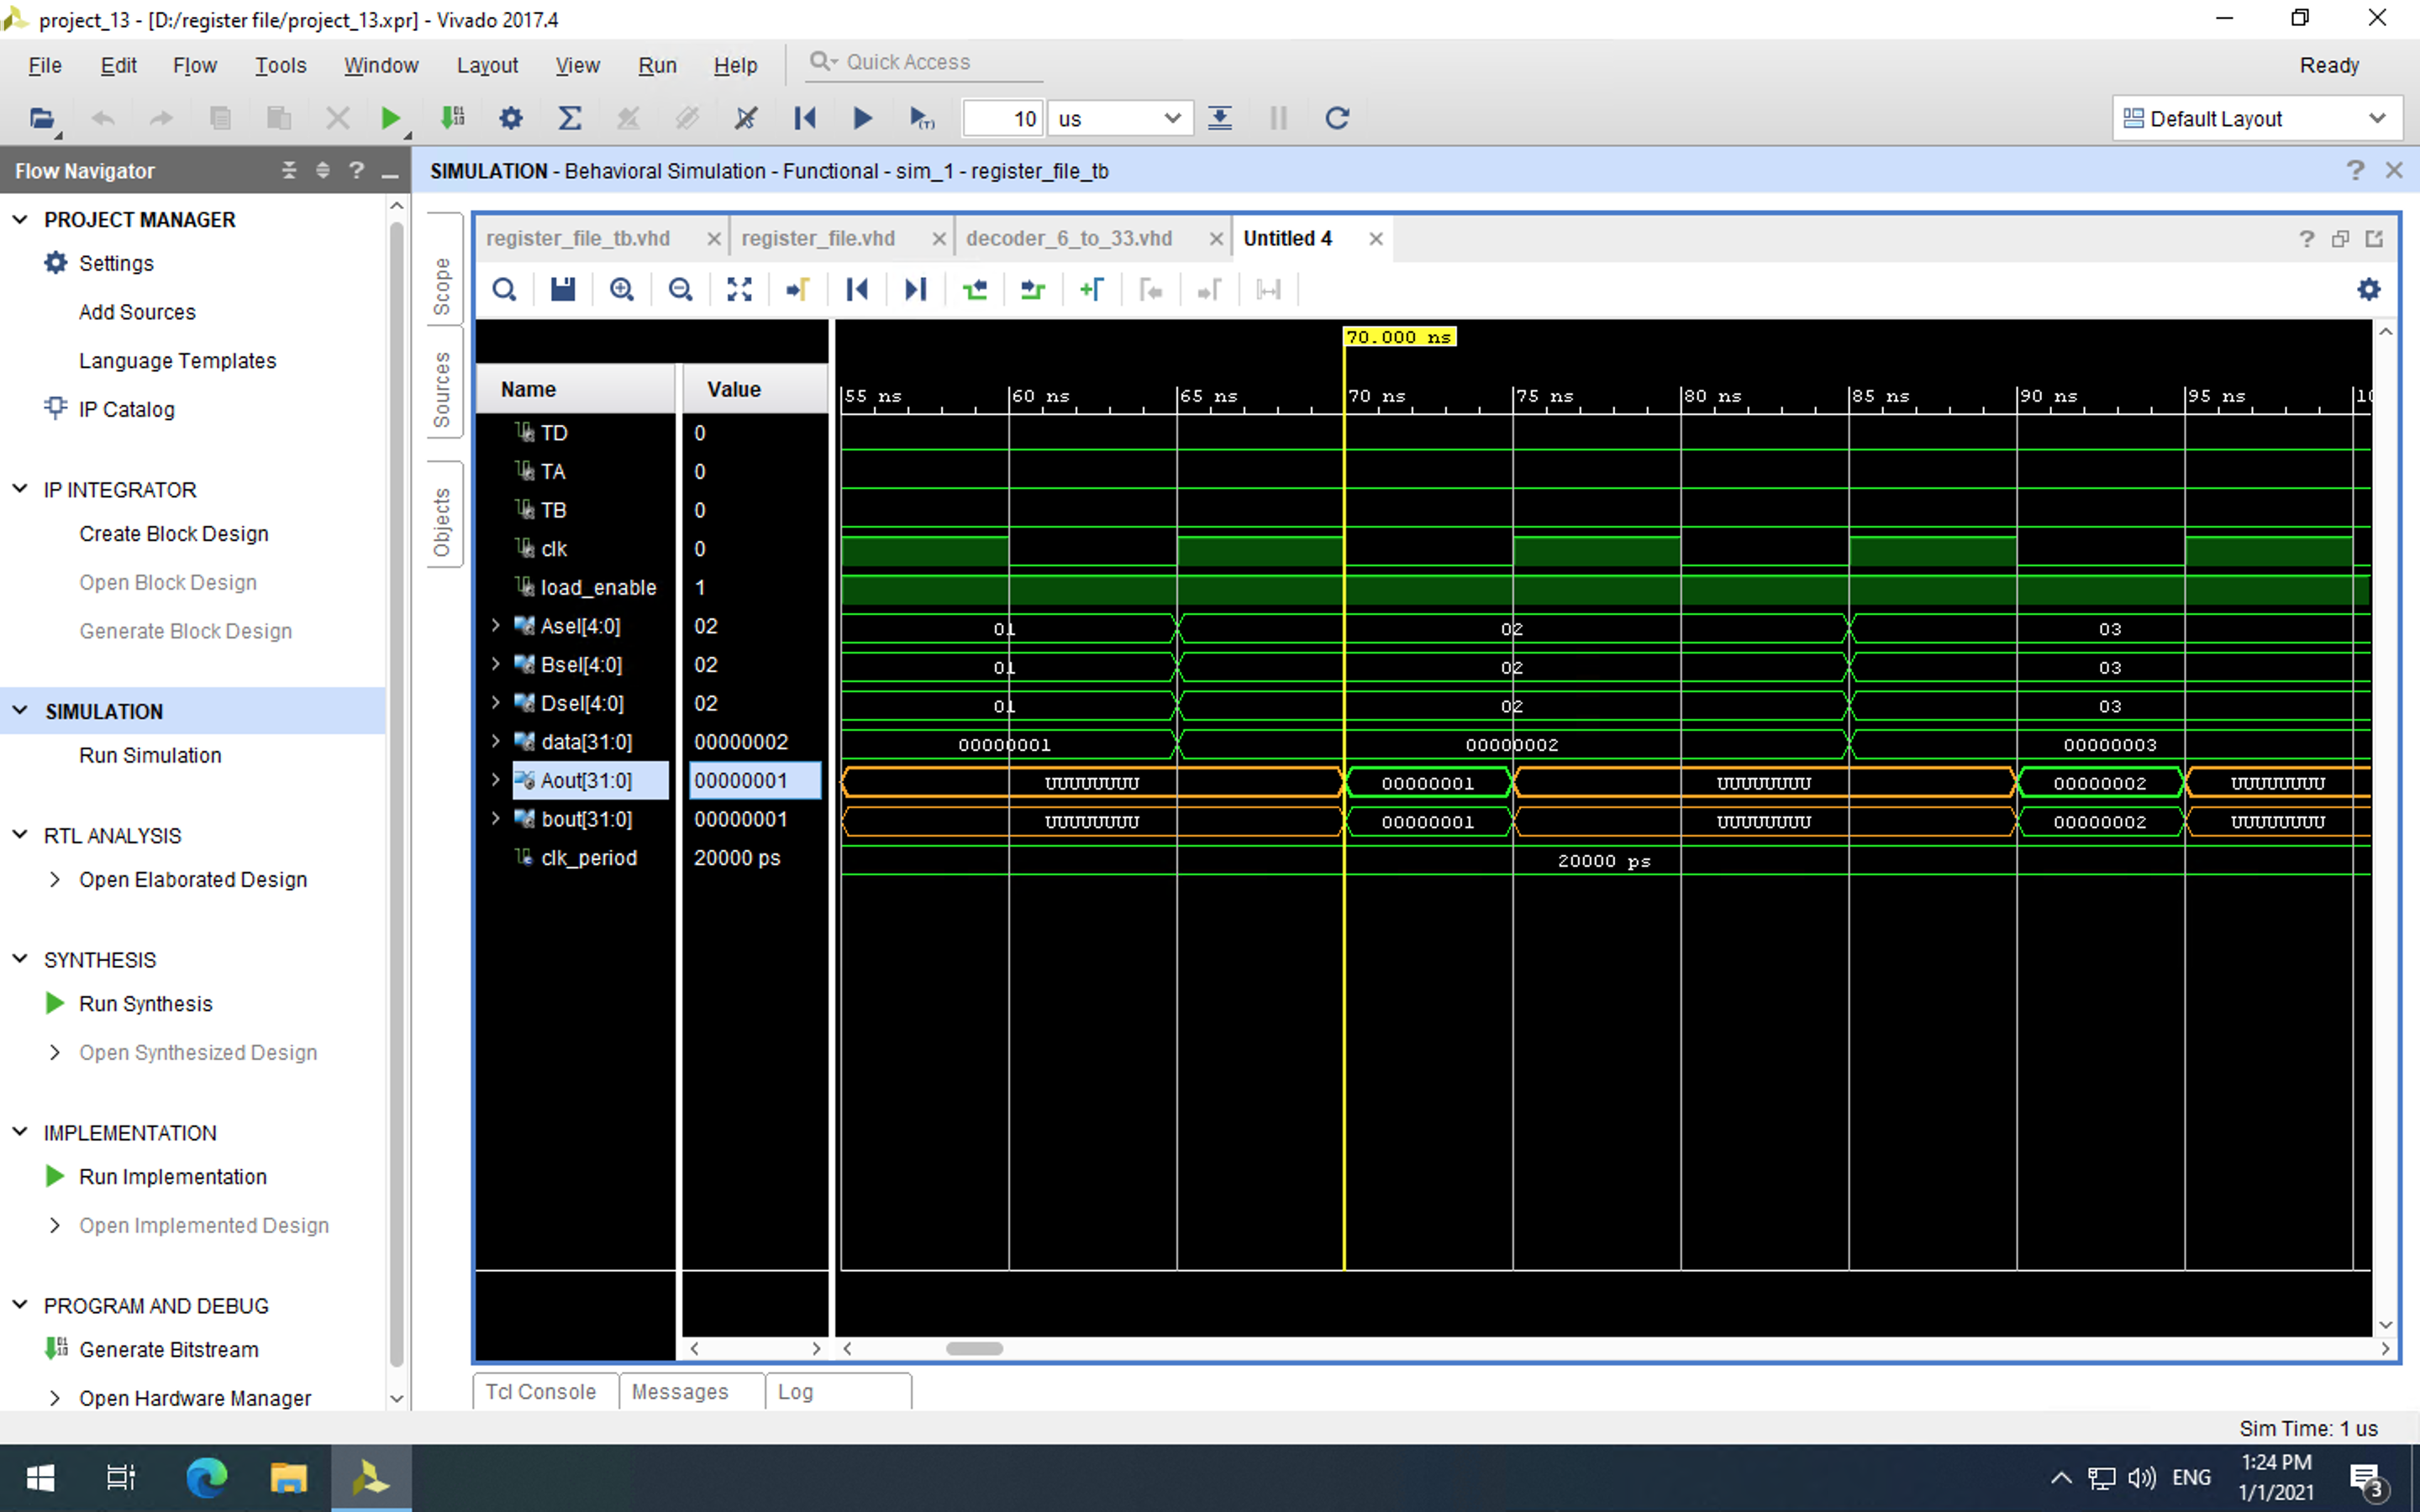 project_13 - [D:/register file/project_13.xpr] - Vivado 2017.4
File Edit Flow Tools Window Layout View Run Help Quick Access Ready
10 us Default Layout
Flow Navigator
SIMULATION - Behavioral Simulation - Functional - sim_1 - register_file_tb
PROJECT MANAGER
Settings
Add Sources
Language Templates
IP Catalog
IP INTEGRATOR
Create Block Design
Open Block Design
Generate Block Design
SIMULATION
Run Simulation
RTL ANALYSIS
Open Elaborated Design
SYNTHESIS
Run Synthesis
Open Synthesized Design
IMPLEMENTATION
Run Implementation
Open Implemented Design
PROGRAM AND DEBUG
Generate Bitstream
Open Hardware Manager
Scope
Sources
Objects
register_file_tb.vhd register_file.vhd decoder_6_to_33.vhd Untitled 4
70.000 ns
Name Value 55 ns 60 ns 65 ns 70 ns 75 ns 80 ns 85 ns 90 ns 95 ns
TD 0
TA 0
TB 0
clk 0
load_enable 1
Asel[4:0] 02 01 02 03
Bsel[4:0] 02 01 02 03
Dsel[4:0] 02 01 02 03
data[31:0] 00000002 00000001 00000002 00000003
Aout[31:0] 00000001 UUUUUUUU 00000001 UUUUUUUU 00000002 UUUUUUUU
bout[31:0] 00000001 UUUUUUUU 00000001 UUUUUUUU 00000002 UUUUUUUU
clk_period 20000 ps 20000 ps
Tcl Console Messages Log
Sim Time: 1 us
ENG
1:24 PM
1/1/2021
3